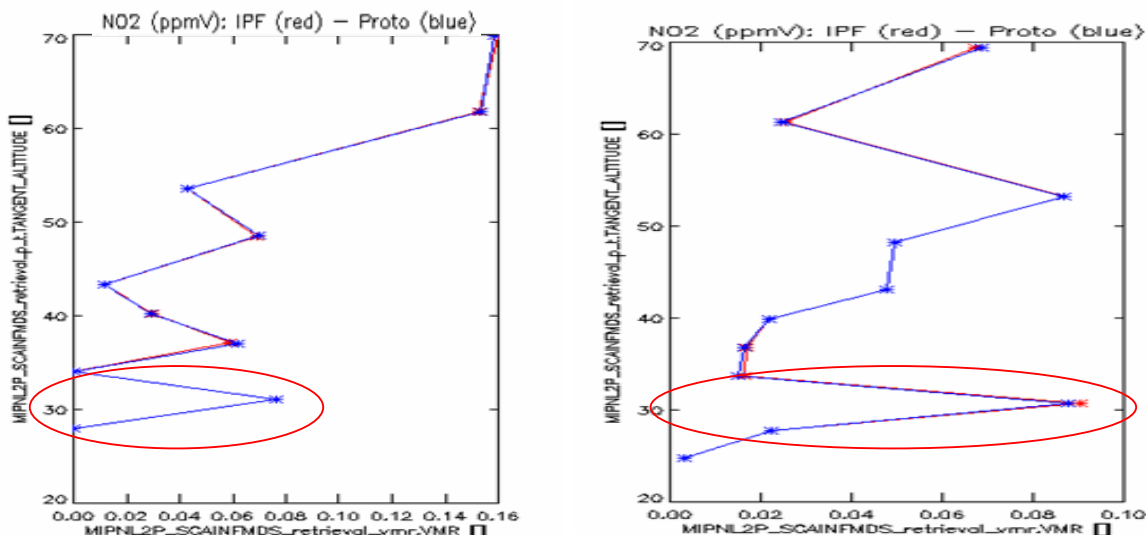 NO2 (ppmV): IPF (red) — Proto (blue)
70
60
50
40
30
20
0.00 0.02 0.04 0.06 0.08 0.10 0.12 0.14 0.16
MIPNL2P_SCAINFMDS_retrieval_p_t.TANGENT_ALTITUDE []
MIPNL2P_SCAINFMDS_retrieval_vmr.VMR []
NO2 (ppmV): IPF (red) — Proto (blue)
70
60
50
40
30
20
0.00 0.02 0.04 0.06 0.08 0.10
MIPNL2P_SCAINFMDS_retrieval_p_t.TANGENT_ALTITUDE []
MIPNL2P_SCAINFMDS_retrieval_vmr.VMR []